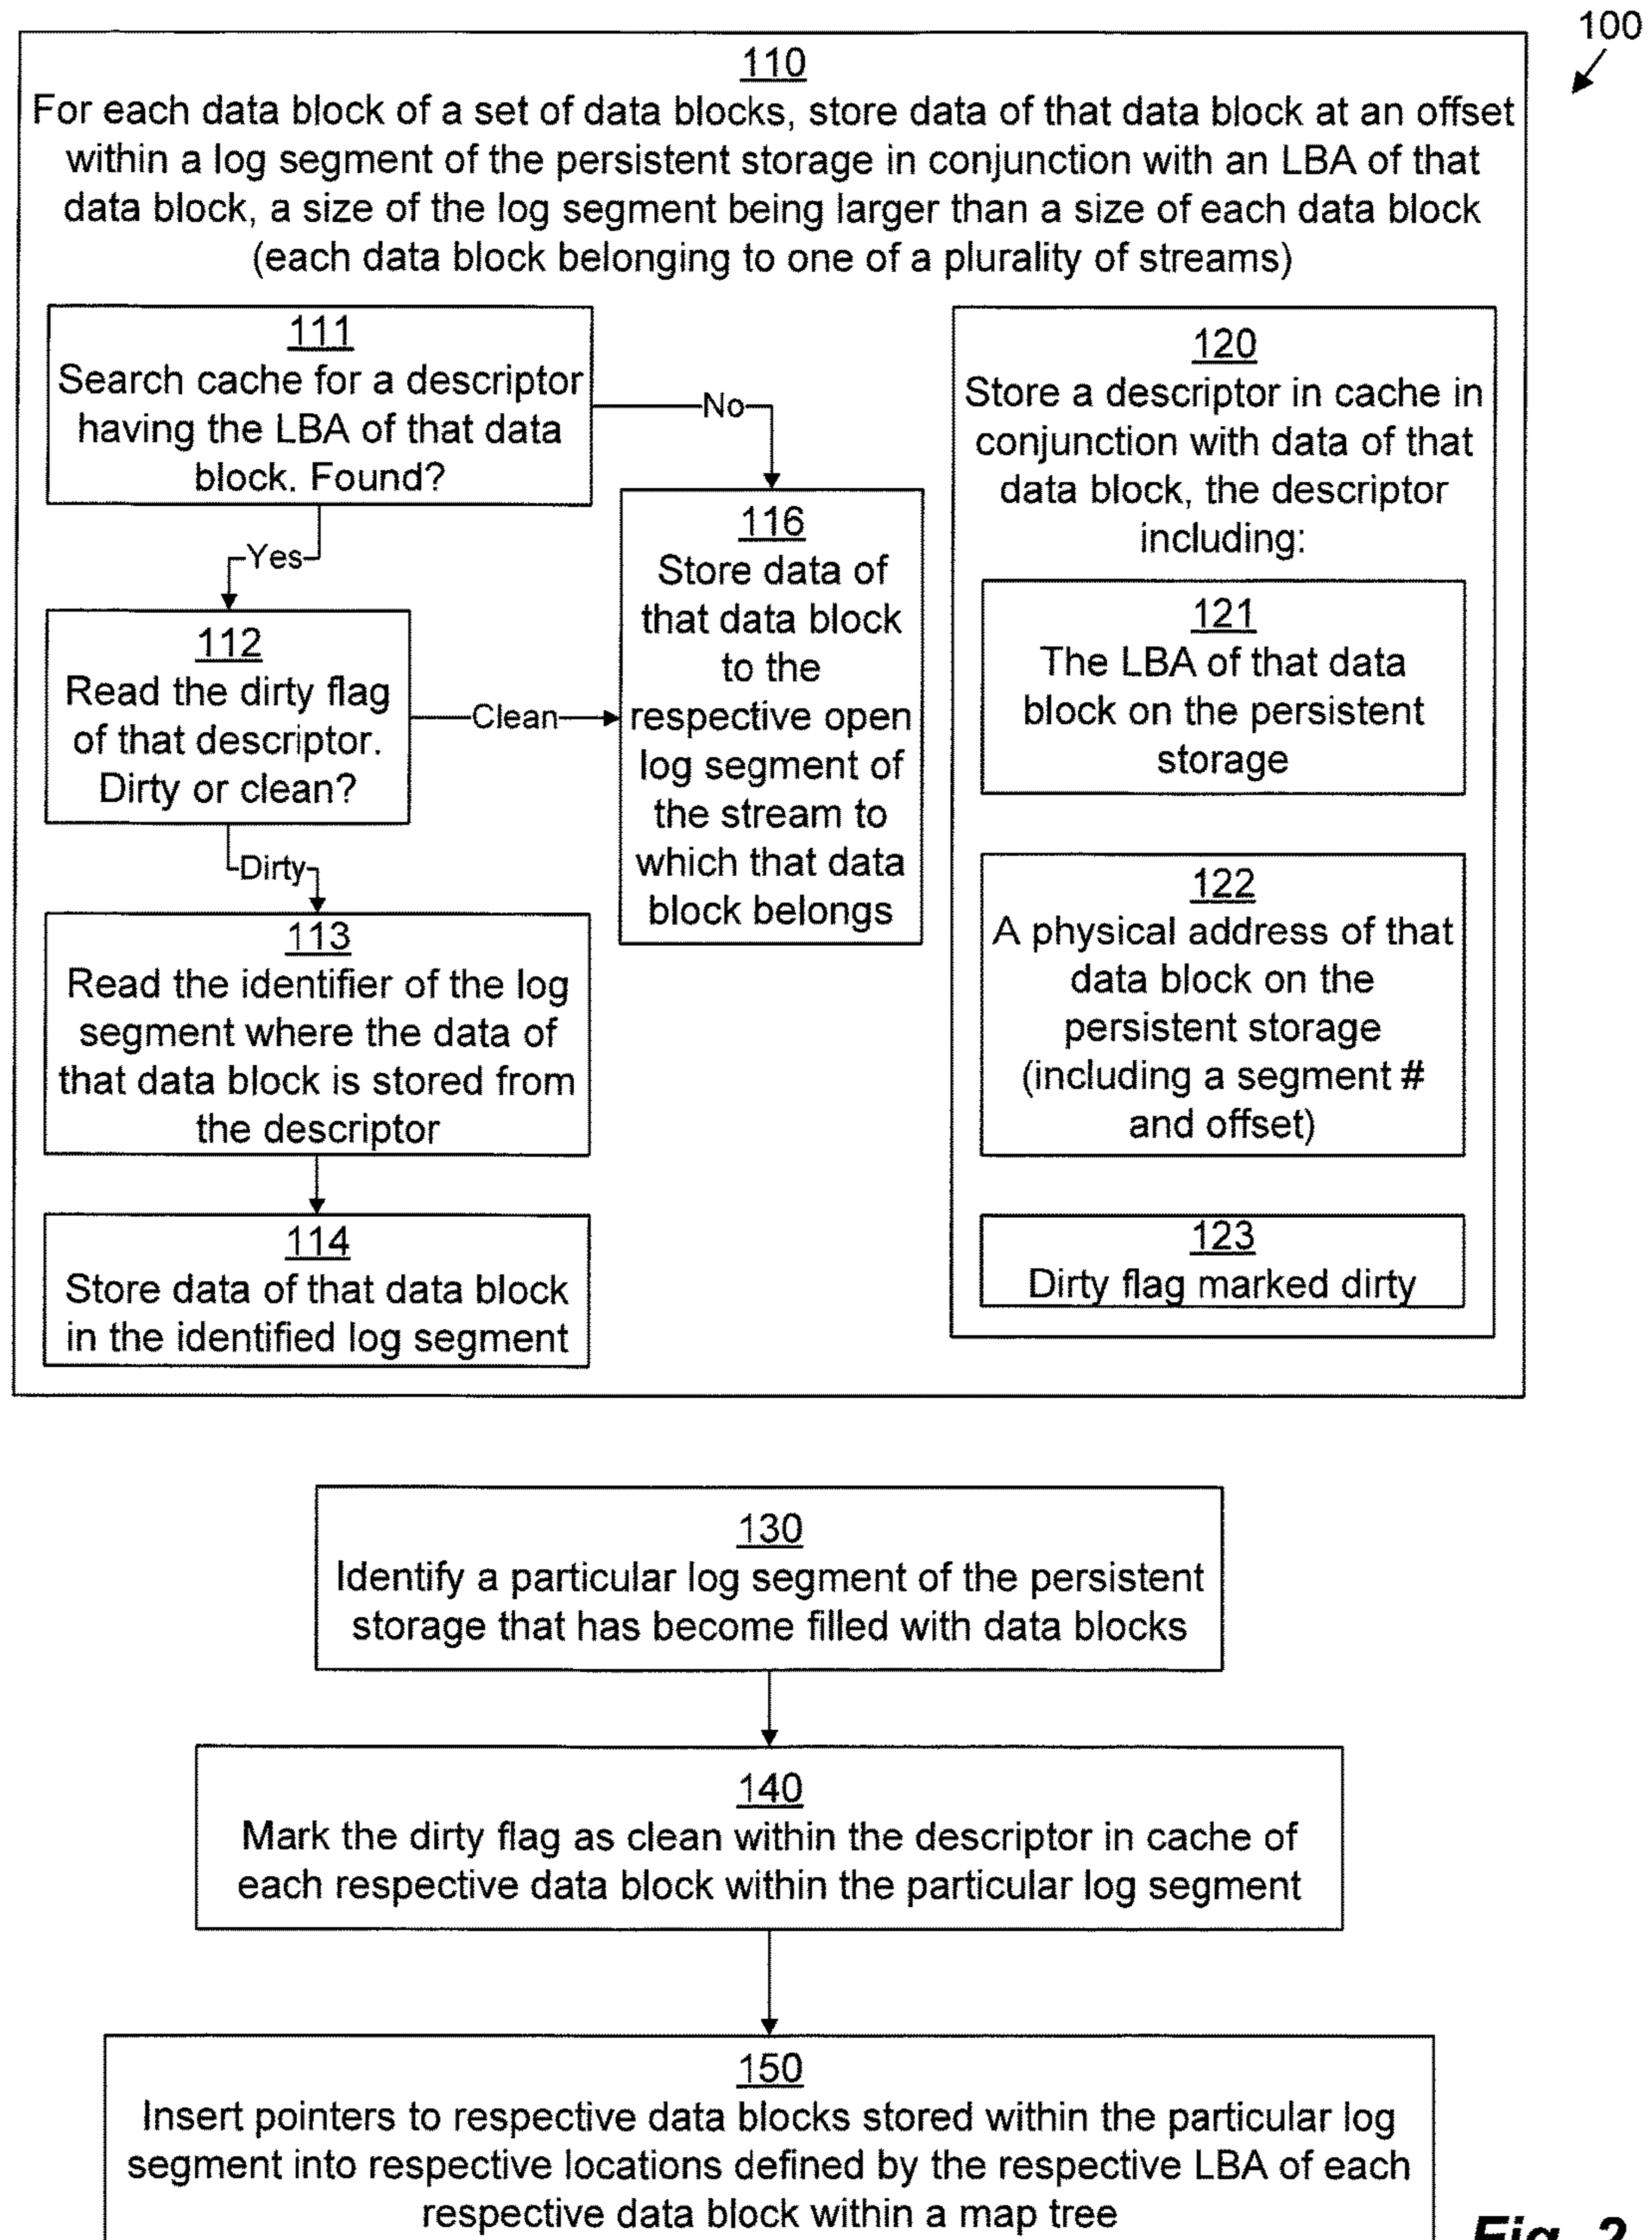 100
110
For each data block of a set of data blocks, store data of that data block at an offset
within a log segment of the persistent storage in conjunction with an LBA of that
data block, a size of the log segment being larger than a size of each data block
(each data block belonging to one of a plurality of streams)
111
Search cache for a descriptor
having the LBA of that data
block. Found?
No
Yes
112
Read the dirty flag
of that descriptor.
Dirty or clean?
Clean
Dirty
113
Read the identifier of the log
segment where the data of
that data block is stored from
the descriptor
114
Store data of that data block
in the identified log segment
116
Store data of
that data block
to the
respective open
log segment of
the stream to
which that data
block belongs
120
Store a descriptor in cache in
conjunction with data of that
data block, the descriptor
including:
121
The LBA of that data
block on the persistent
storage
122
A physical address of that
data block on the
persistent storage
(including a segment #
and offset)
123
Dirty flag marked dirty
130
Identify a particular log segment of the persistent
storage that has become filled with data blocks
140
Mark the dirty flag as clean within the descriptor in cache of
each respective data block within the particular log segment
150
Insert pointers to respective data blocks stored within the particular log
segment into respective locations defined by the respective LBA of each
respective data block within a map tree
Fig. 2